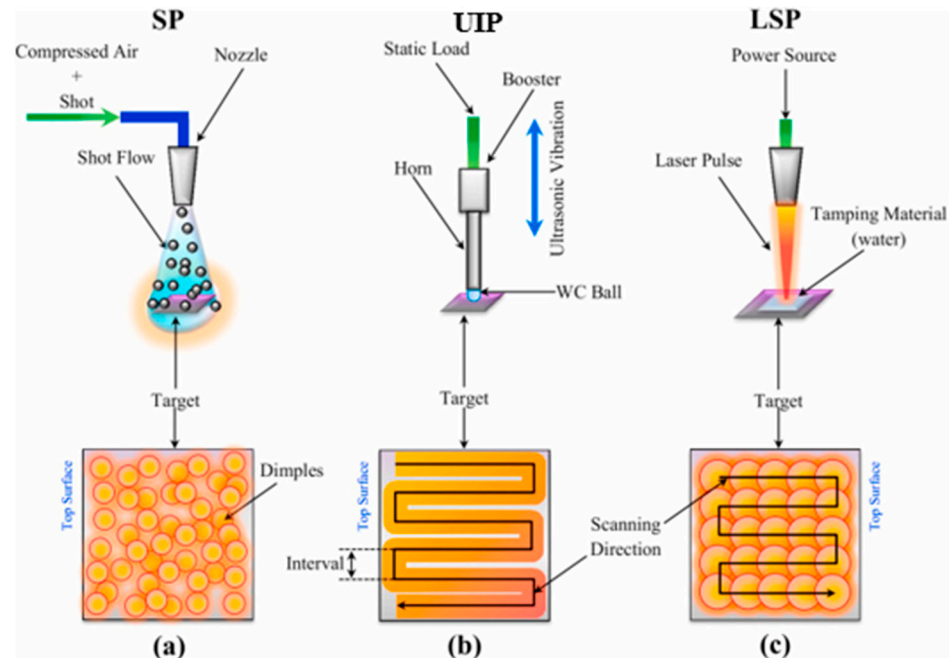 SP
Compressed Air
+
Shot
Nozzle
Shot Flow
Target
Top Surface
Dimples
(a)
UIP
Static Load
Booster
Horn
Ultrasonic Vibration
WC Ball
Target
Top Surface
Interval
(b)
LSP
Power Source
Laser Pulse
Tamping Material
(water)
Target
Top Surface
Scanning
Direction
(c)